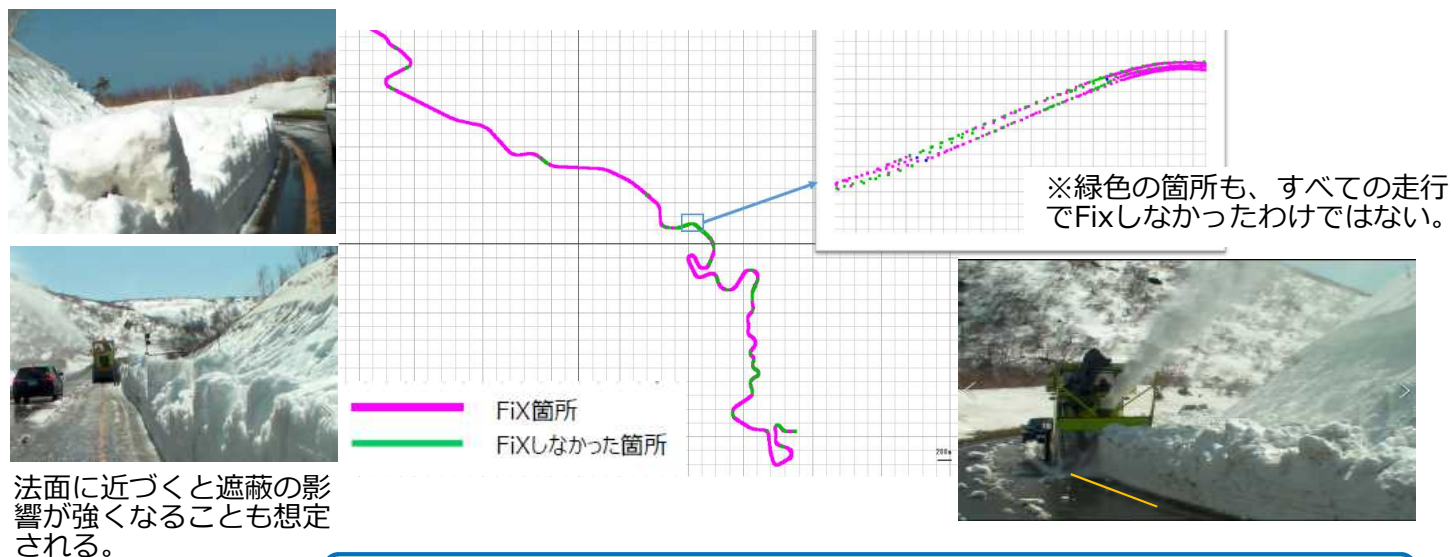 ※緑色の箇所も、すべての走行
でFixしなかったわけではない。
FiX箇所
FiXしなかった箇所
200m
法面に近づくと遮蔽の影
響が強くなることも想定
される。